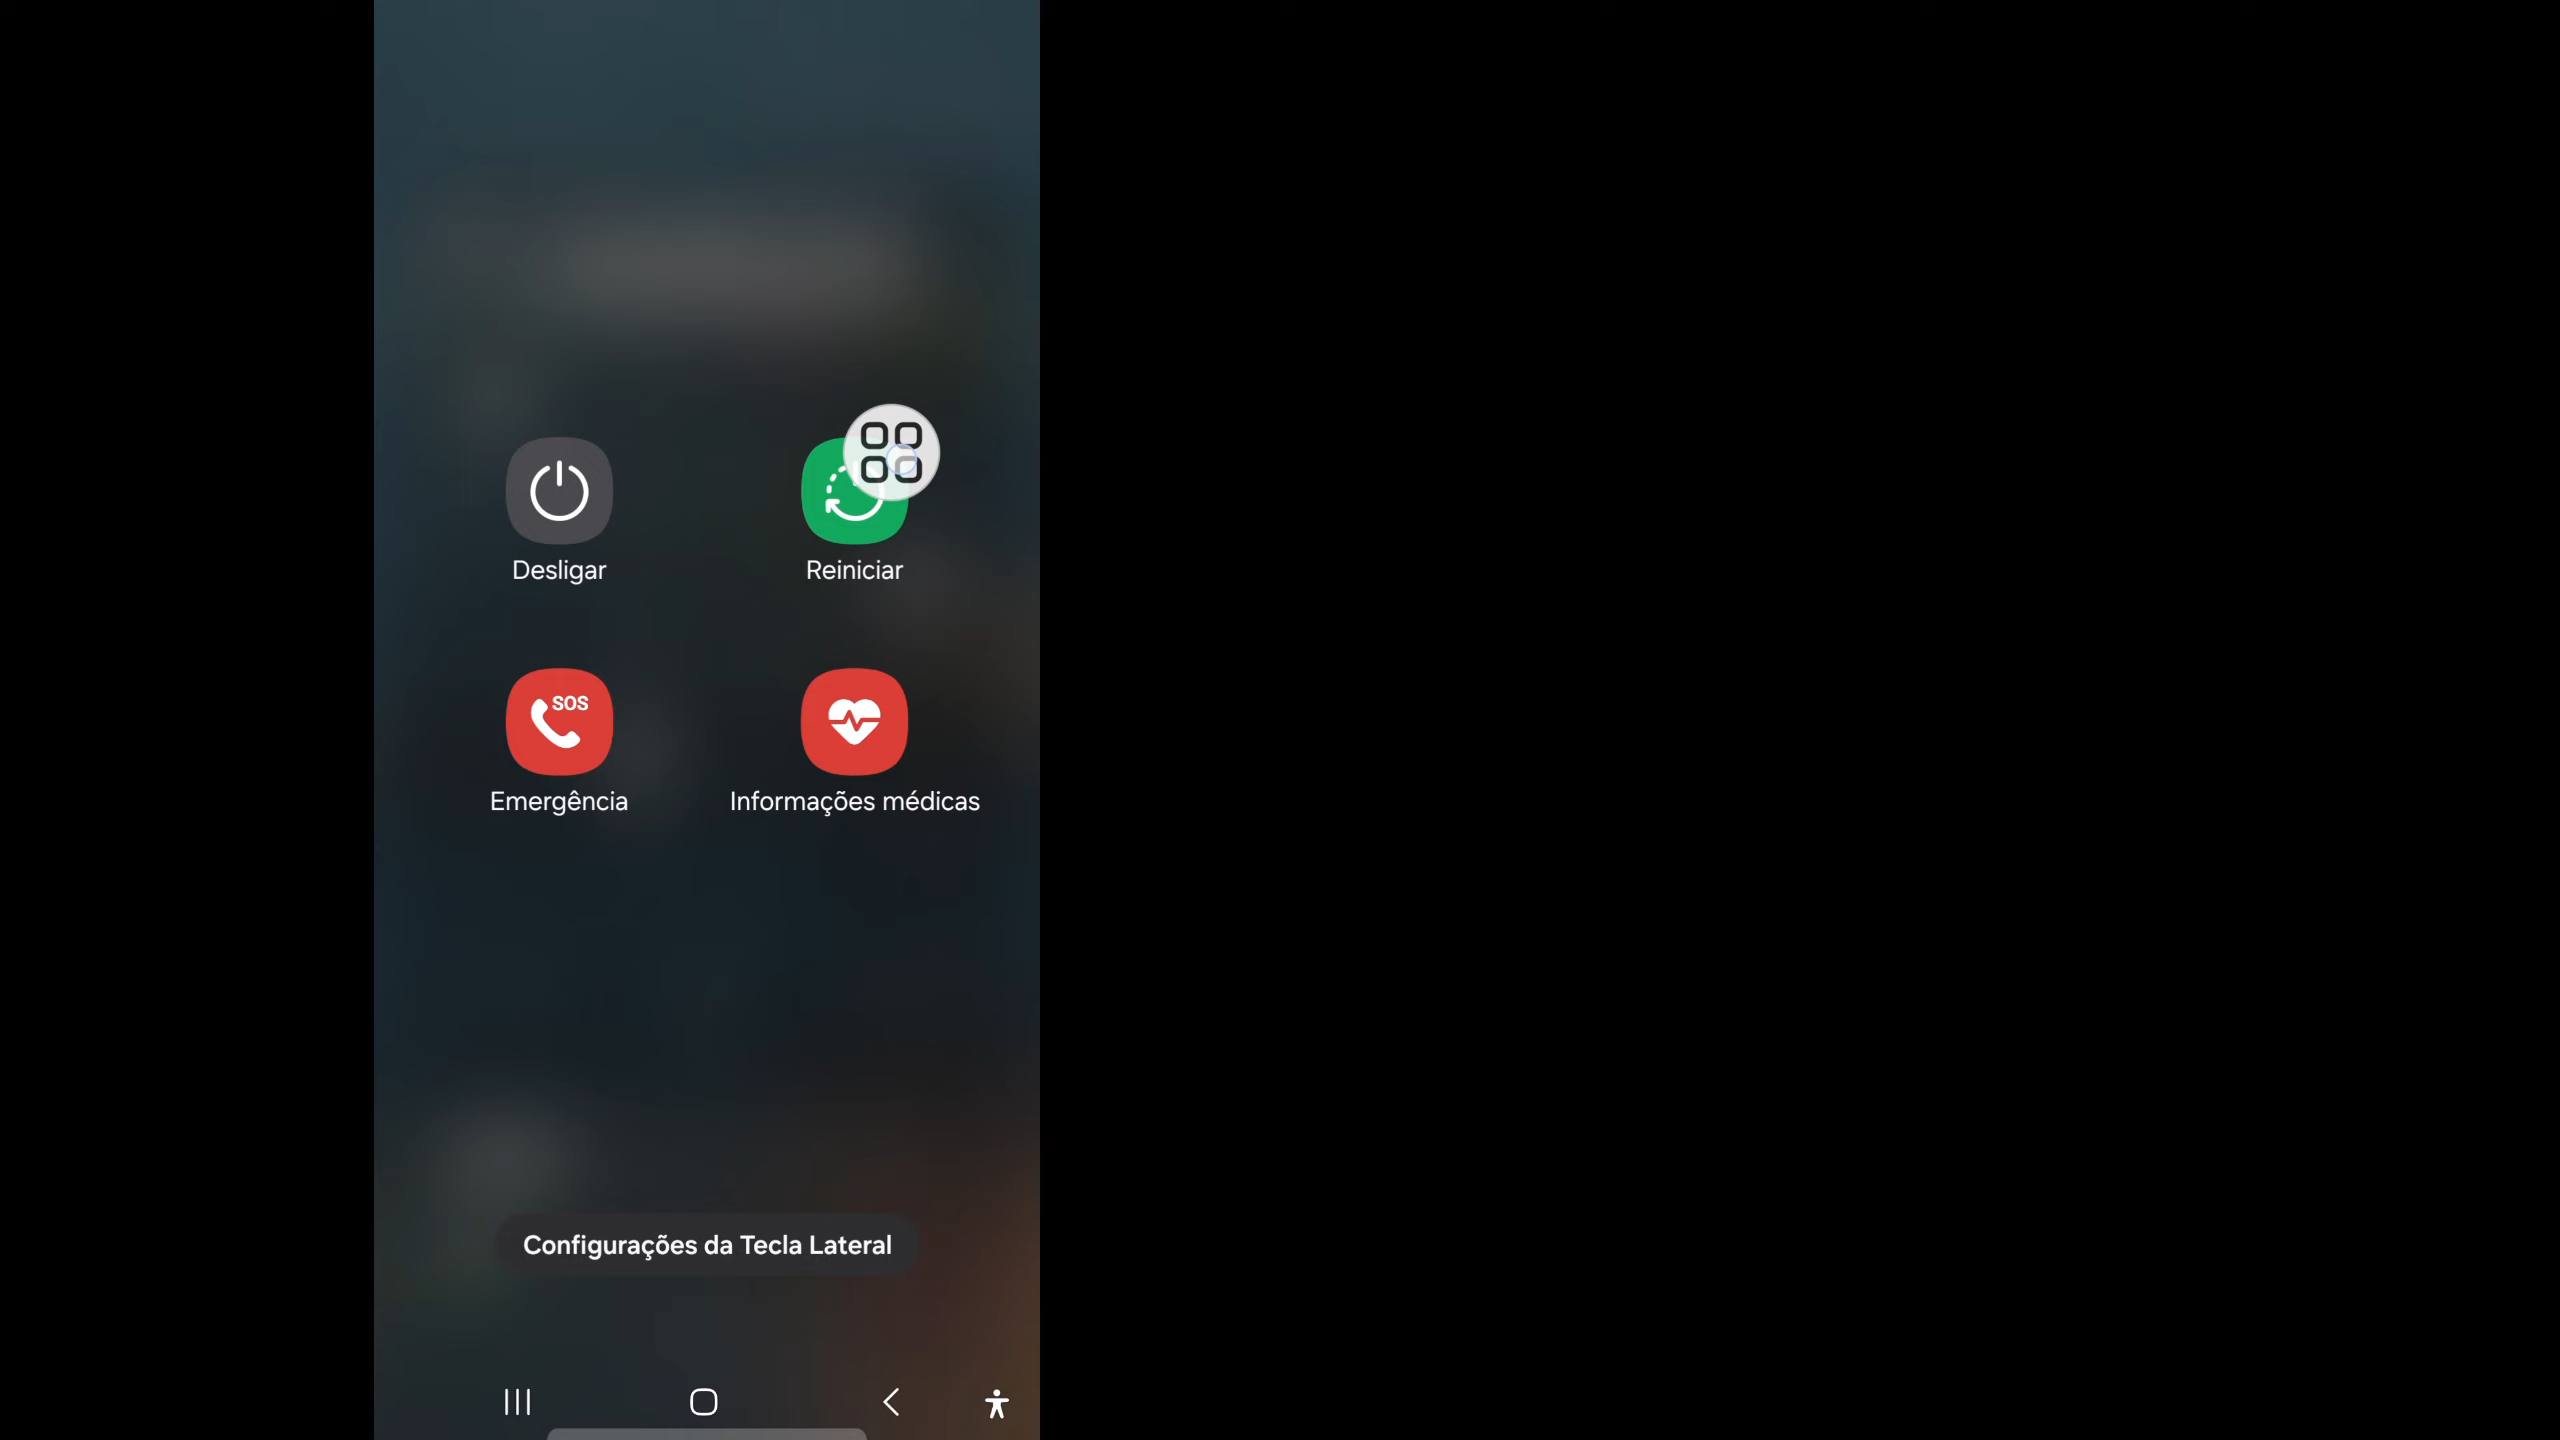 Desligar
Reiniciar
SOS
Emergência
Informações médicas
Configurações da Tecla Lateral